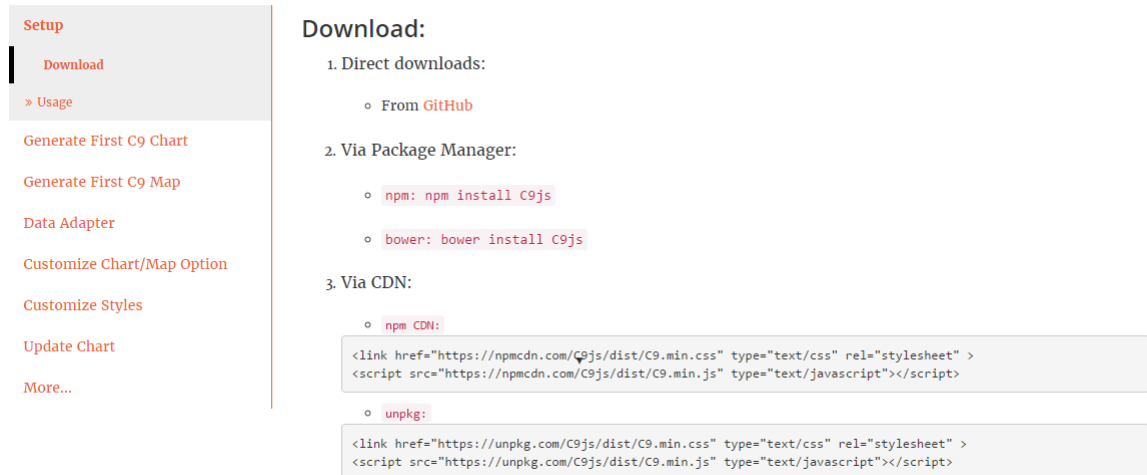 Setup
Download
» Usage
Generate First C9 Chart
Generate First C9 Map
Data Adapter
Customize Chart/Map Option
Customize Styles
Update Chart
More...
Download:
1. Direct downloads:
From GitHub
2. Via Package Manager:
npm: npm install C9js
bower: bower install C9js
3. Via CDN:
npm CDN:
<link href="https://npmcdn.com/C9js/dist/C9.min.css" type="text/css" rel="stylesheet" >
<script src="https://npmcdn.com/C9js/dist/C9.min.js" type="text/javascript"></script>
unpkg:
<link href="https://unpkg.com/C9js/dist/C9.min.css" type="text/css" rel="stylesheet" >
<script src="https://unpkg.com/C9js/dist/C9.min.js" type="text/javascript"></script>